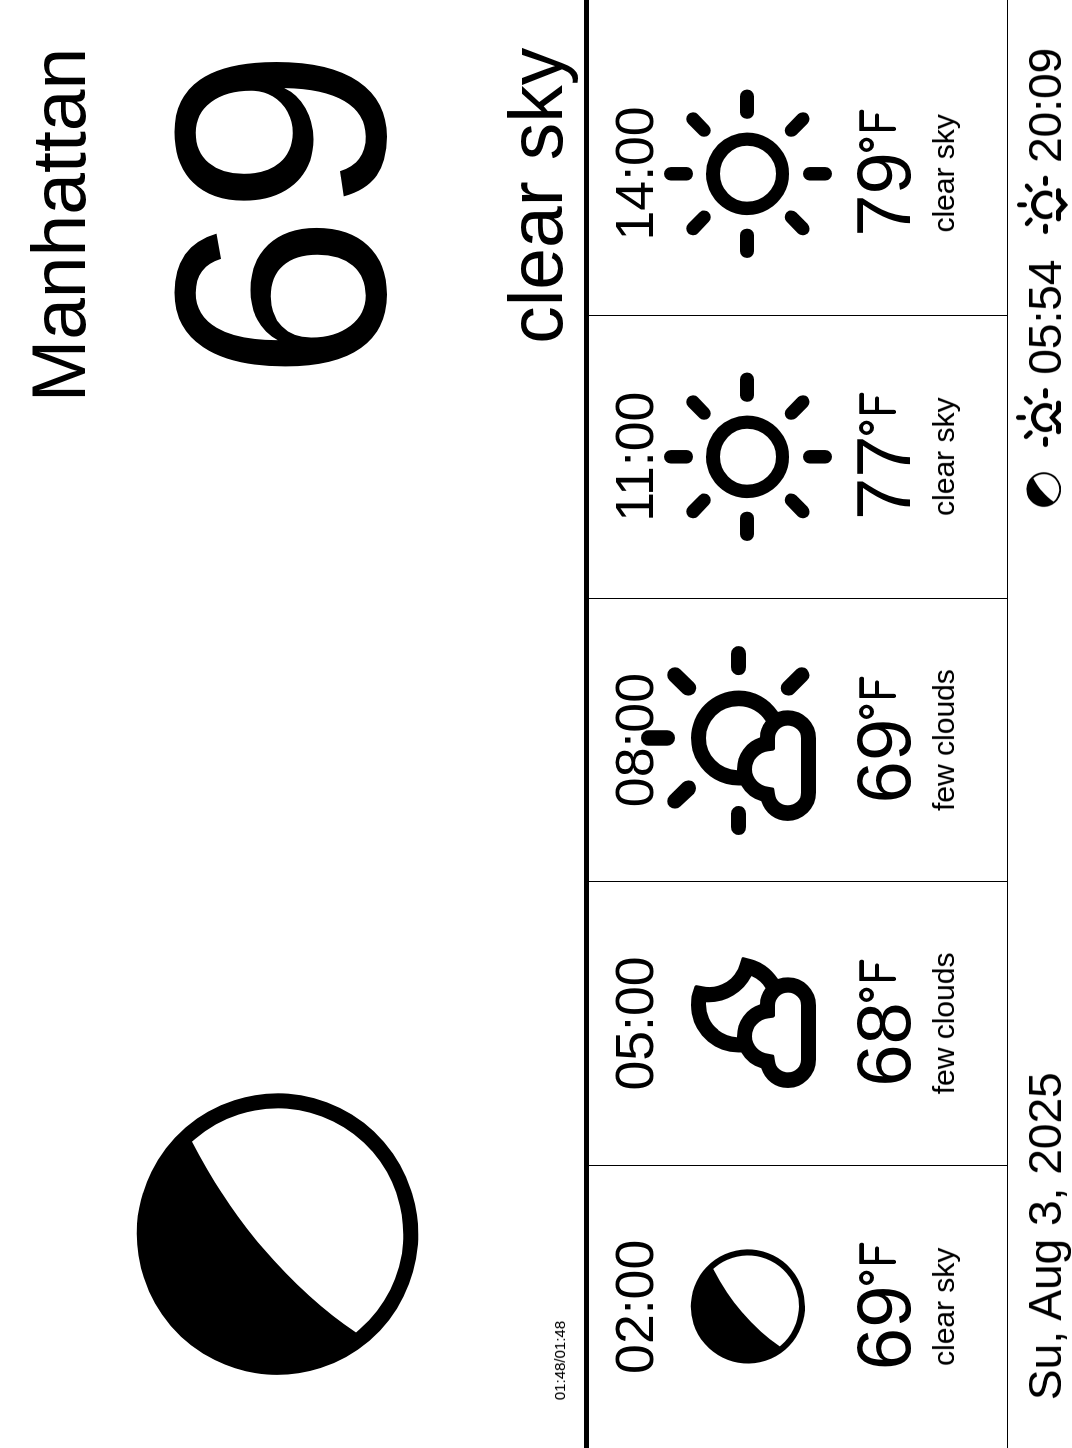 Manhattan
69
clear sky
01:48/01:48
02:00
69°F
clear sky
05:00
68°F
few clouds
08:00
69°F
few clouds
11:00
77°F
clear sky
14:00
79°F
clear sky
Su, Aug 3, 2025
05:54
20:09